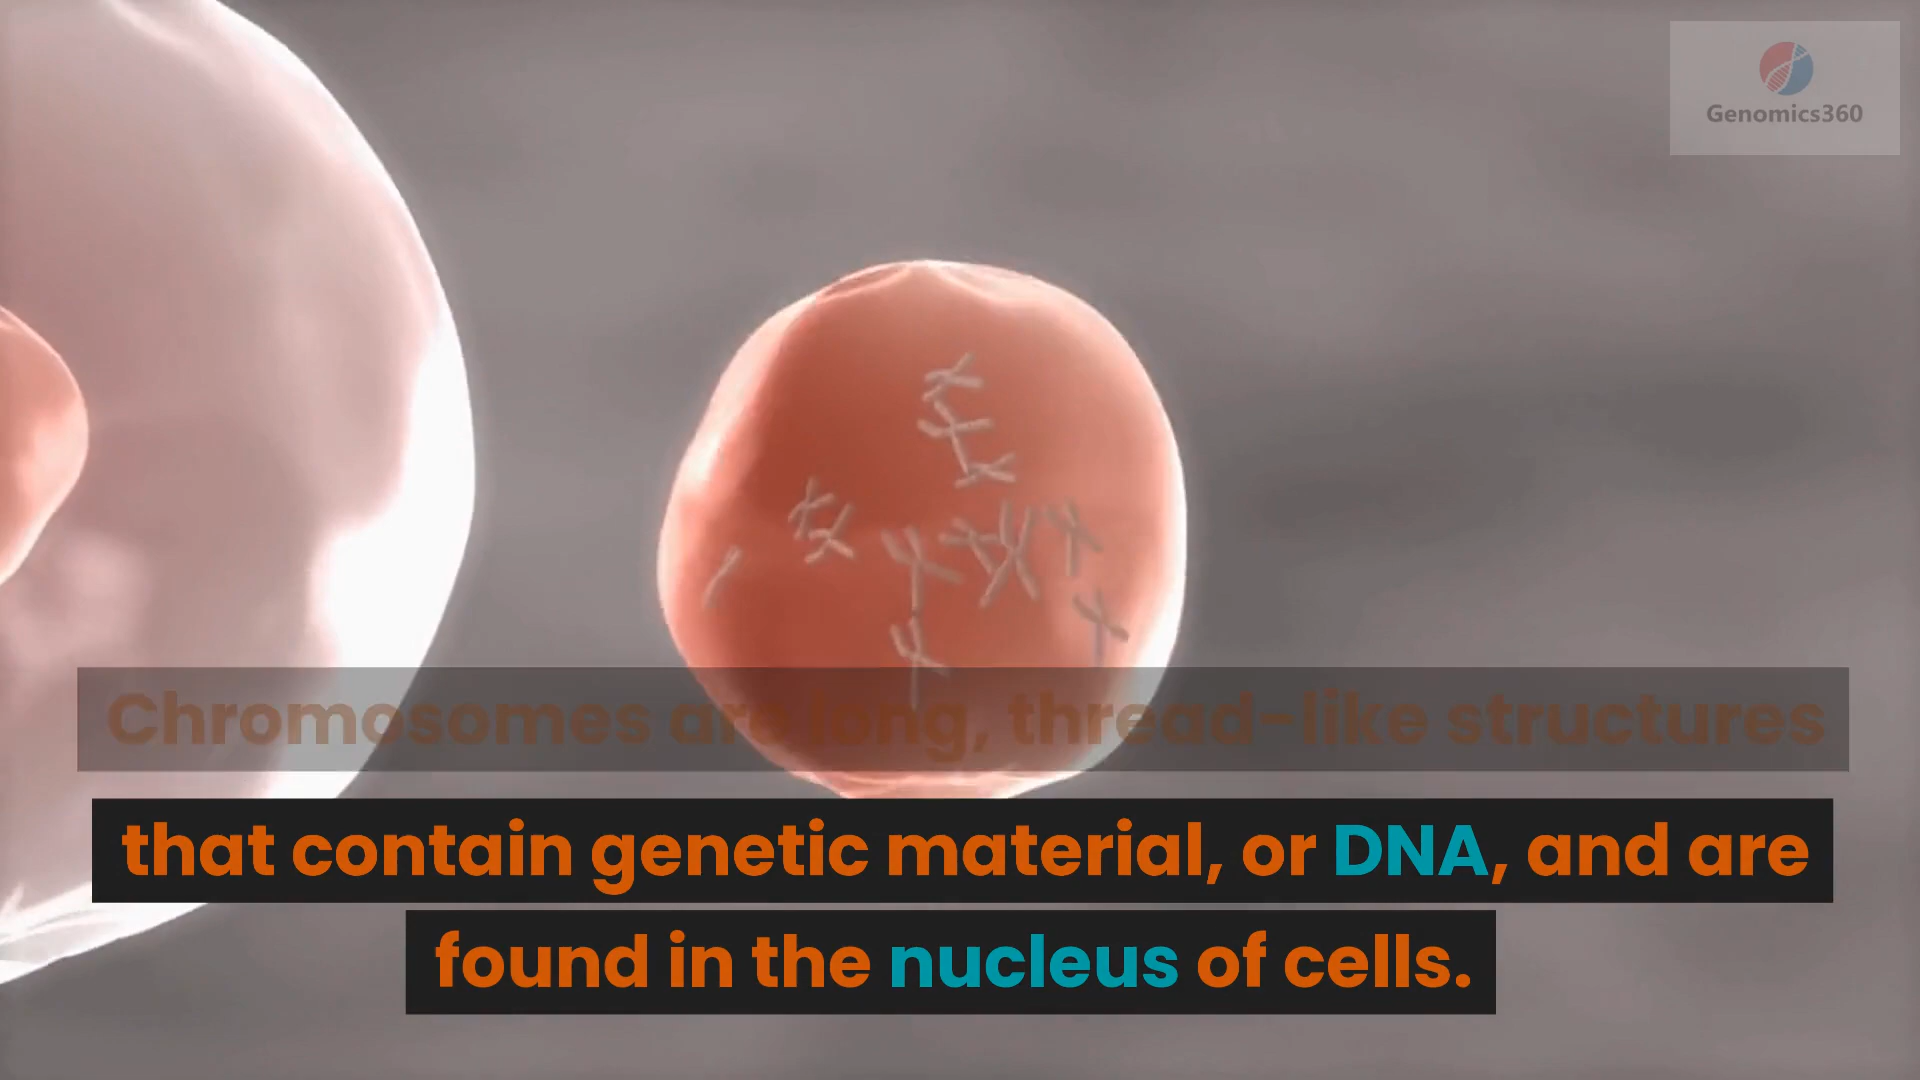 Genomics360
Chromosomes are long, thread-like structures
that contain genetic material, or DNA, and are
found in the nucleus of cells.